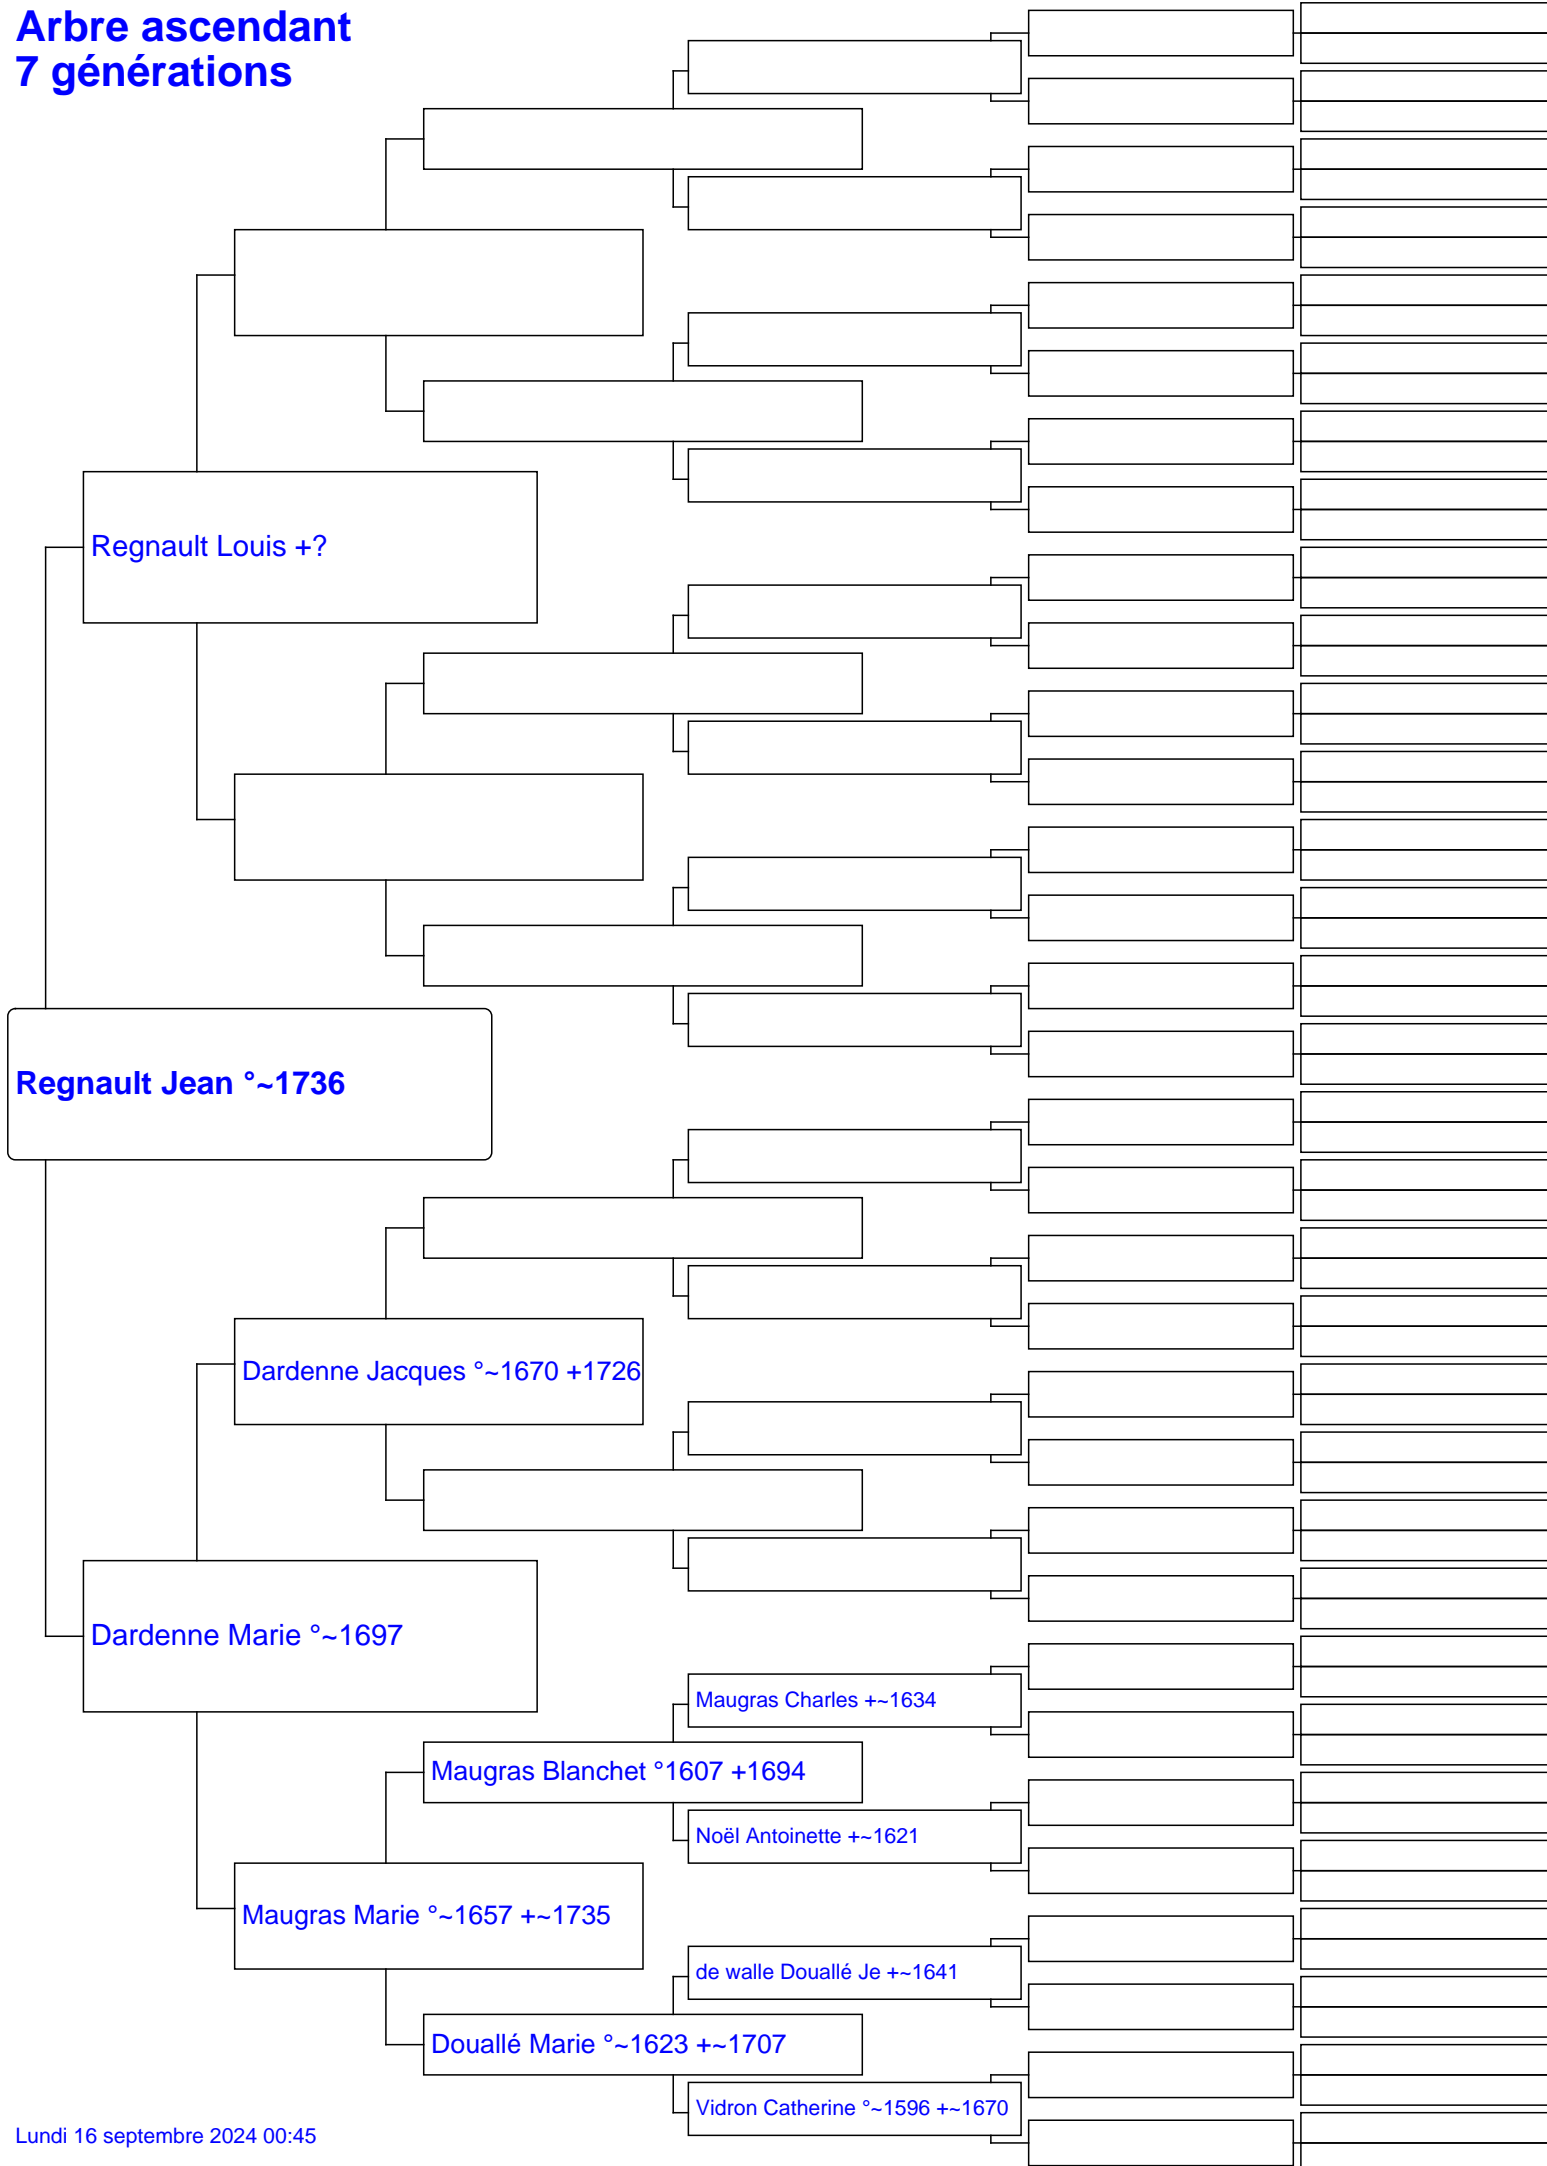 Arbre ascendant
7 générations
Regnault Louis +?
Regnault Jean °~1736
Dardenne Jacques °~1670 +1726
Dardenne Marie °~1697
Maugras Charles +~1634
Maugras Blanchet °1607 +1694
Noël Antoinette +~1621
Maugras Marie °~1657 +~1735
de walle Douallé Je +~1641
Douallé Marie °~1623 +~1707
Vidron Catherine °~1596 +~1670
Lundi 16 septembre 2024 00:45